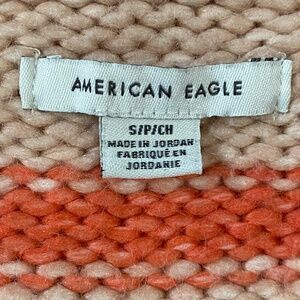 AMERICAN EAGLE
S/P/CH
MADE IN JORDAN
FABRIQUÉ EN
JORDANIE